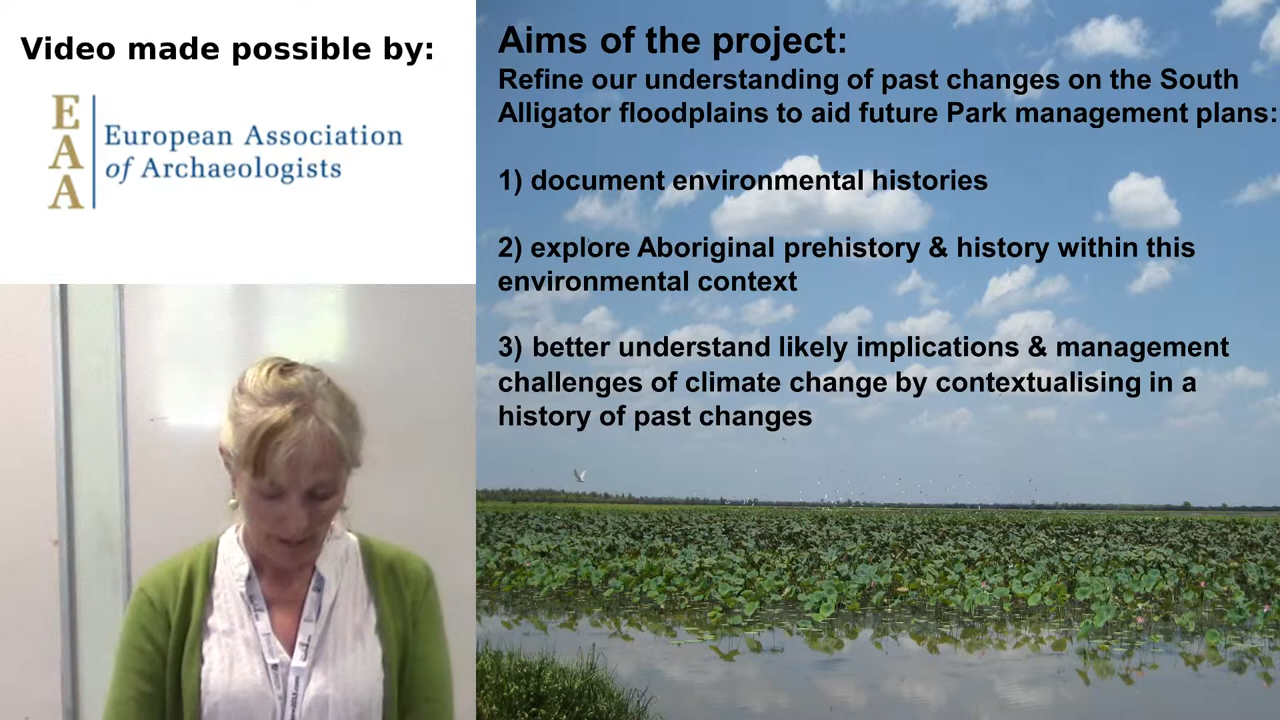 Video made possible by:
EAA
European Association
of Archaeologists
Aims of the project:
Refine our understanding of past changes on the South
Alligator floodplains to aid future Park management plans:
1) document environmental histories
2) explore Aboriginal prehistory & history within this
environmental context
3) better understand likely implications & management
challenges of climate change by contextualising in a
history of past changes